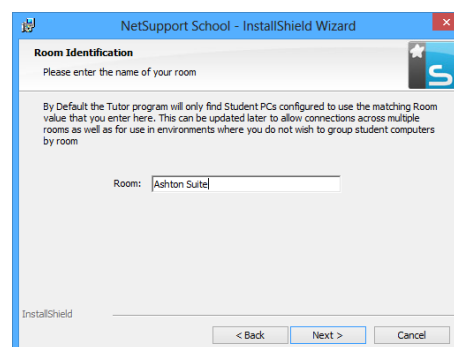 NetSupport School - InstallShield Wizard
Room Identification
Please enter the name of your room
S
By Default the Tutor program will only find Student PCs configured to use the matching Room
value that you enter here. This can be updated later to allow connections across multiple
rooms as well as for use in environments where you do not wish to group student computers
by room
Room: Ashton Suite
InstallShield
< Back Next > Cancel